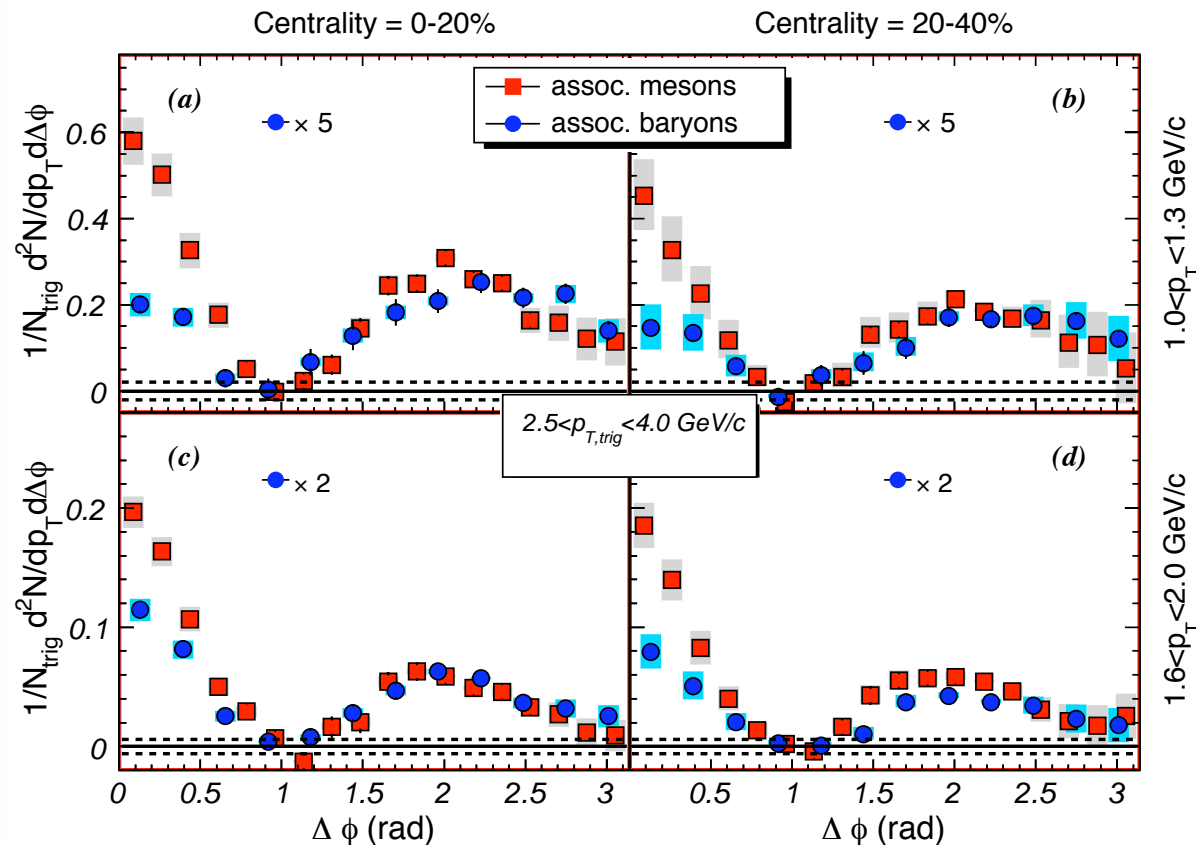 Centrality = 0-20%
Centrality = 20-40%
(a)
× 5
assoc. mesons
assoc. baryons
× 5
(b)
1/N_trig d²N/dp_T dΔϕ
0.6
0.4
0.2
0
1.0<p_T<1.3 GeV/c
2.5<p_T,trig<4.0 GeV/c
(c)
× 2
× 2
(d)
1/N_trig d²N/dp_T dΔϕ
0.2
0.1
0
1.6<p_T<2.0 GeV/c
0 0.5 1 1.5 2 2.5 3
0.5 1 1.5 2 2.5 3
Δ ϕ (rad)
Δ ϕ (rad)